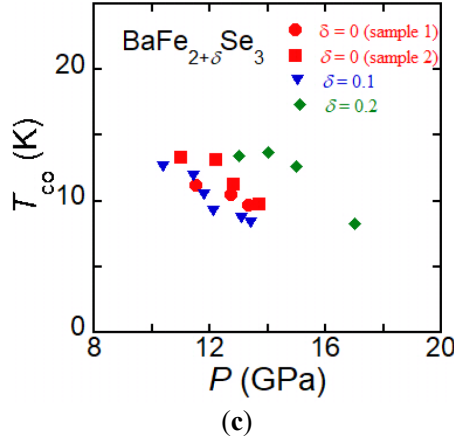 BaFe₂₊δSe₃
δ = 0 (sample 1)
δ = 0 (sample 2)
δ = 0.1
δ = 0.2
T_co (K)
20
10
0
8
12
16
20
P (GPa)
(c)